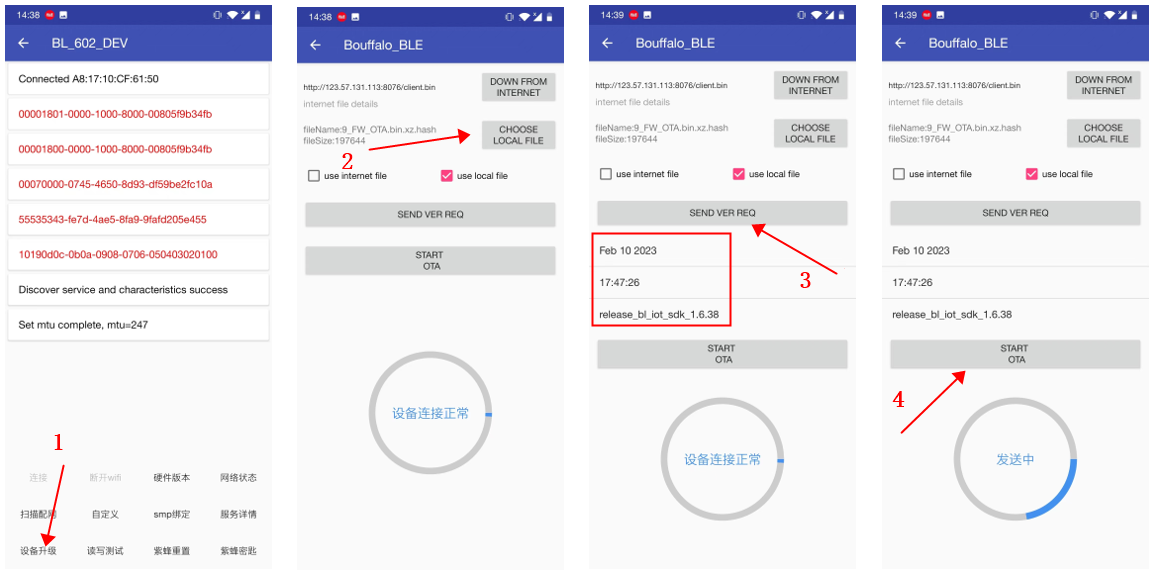 14:38
BL_602_DEV
Connected A8:17:10:CF:61:50
00001801-0000-1000-8000-00805f9b34fb
00001800-0000-1000-8000-00805f9b34fb
00070000-0745-4650-8d93-df59be2fc10a
55535343-fe7d-4ae5-8fa9-9fafd205e455
10190d0c-0b0a-0908-0706-050403020100
Discover service and characteristics success
Set mtu complete, mtu=247
1
连接 断开wifi 硬件版本 网络状态
扫描配网 自定义 smp绑定 服务详情
设备升级 读写测试 紫蜂重置 紫蜂密匙
14:38
Bouffalo_BLE
http://123.57.131.113:8076/client.bin
DOWN FROM
INTERNET
internet file details
fileName:9_FW_OTA.bin.xz.hash
fileSize:197644
CHOOSE
LOCAL FILE
2
use internet file
use local file
SEND VER REQ
START
OTA
设备连接正常
14:39
Bouffalo_BLE
http://123.57.131.113:8076/client.bin
DOWN FROM
INTERNET
internet file details
fileName:9_FW_OTA.bin.xz.hash
fileSize:197644
CHOOSE
LOCAL FILE
use internet file
use local file
SEND VER REQ
Feb 10 2023
17:47:26
3
release_bl_iot_sdk_1.6.38
START
OTA
设备连接正常
14:39
Bouffalo_BLE
http://123.57.131.113:8076/client.bin
DOWN FROM
INTERNET
internet file details
fileName:9_FW_OTA.bin.xz.hash
fileSize:197644
CHOOSE
LOCAL FILE
use internet file
use local file
SEND VER REQ
Feb 10 2023
17:47:26
release_bl_iot_sdk_1.6.38
START
OTA
4
发送中